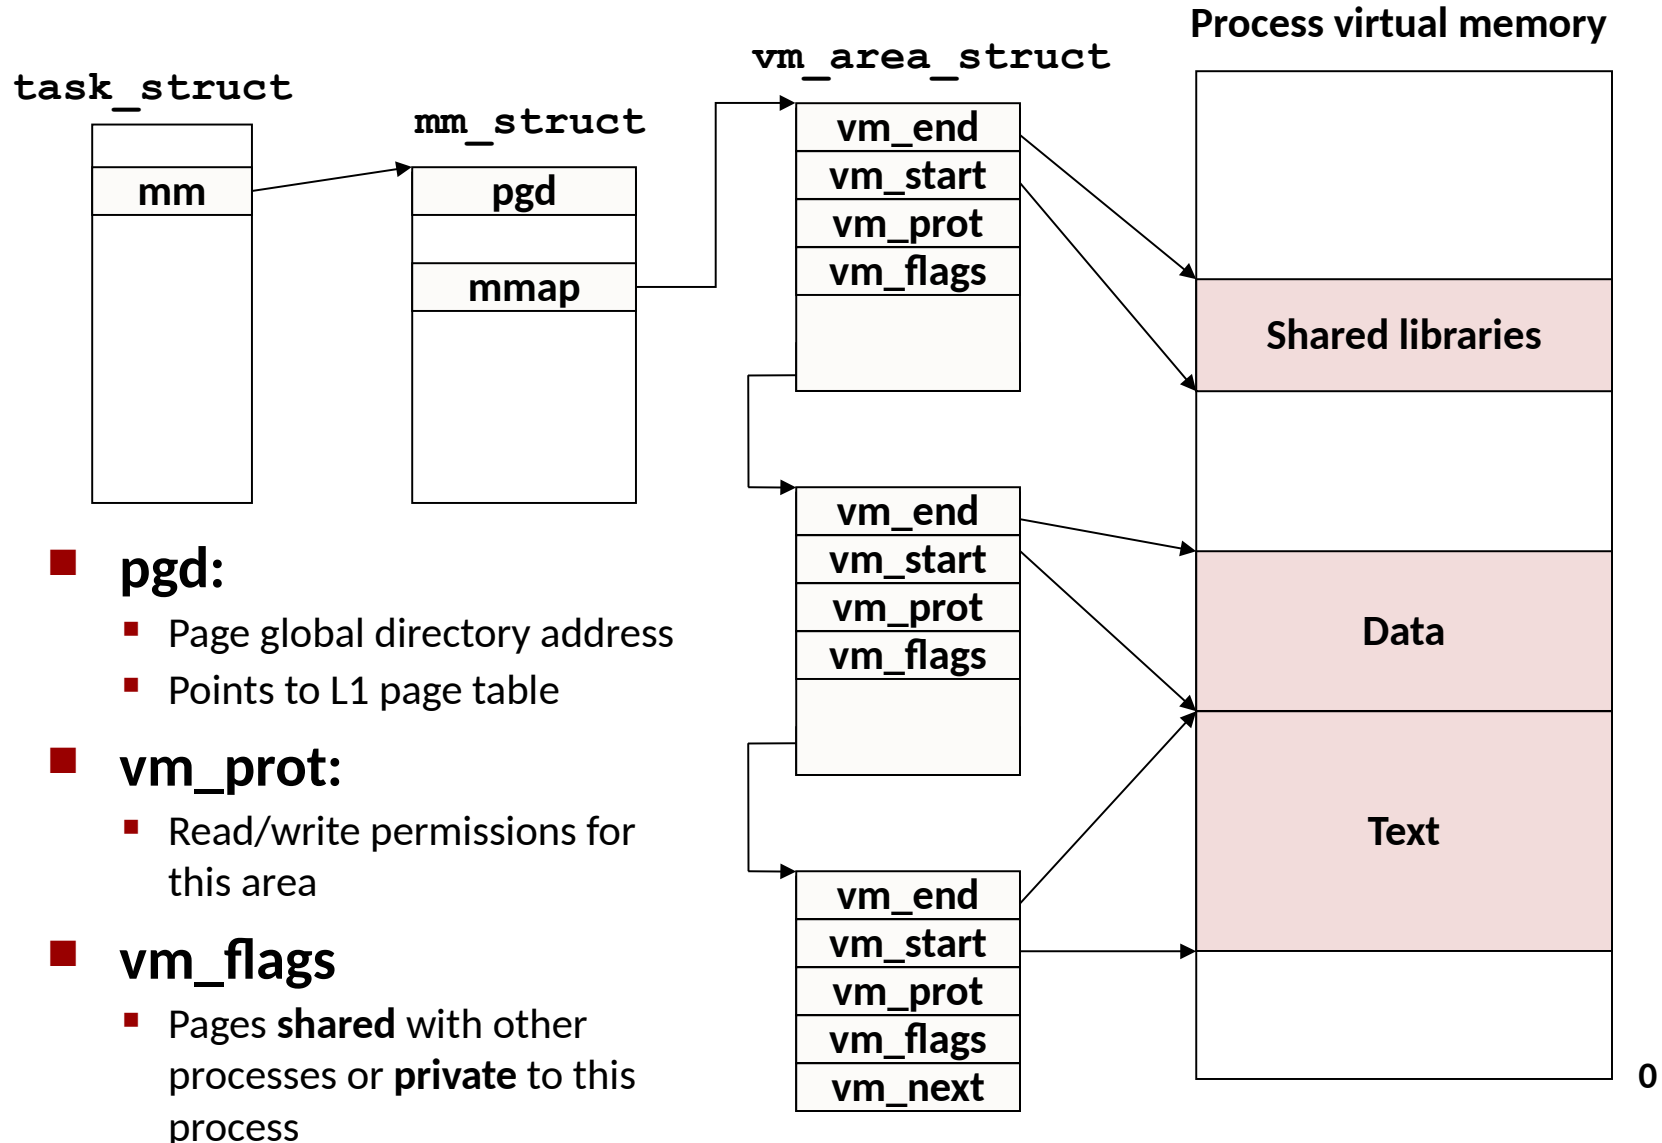 Process virtual memory
vm_area_struct
task_struct
mm_struct
mm
pgd
mmap
vm_end
vm_start
vm_prot
vm_flags
Shared libraries
vm_end
vm_start
vm_prot
vm_flags
Data
Text
vm_end
vm_start
vm_prot
vm_flags
vm_next
0
pgd:
Page global directory address
Points to L1 page table
vm_prot:
Read/write permissions for
this area
vm_flags
Pages shared with other
processes or private to this
process